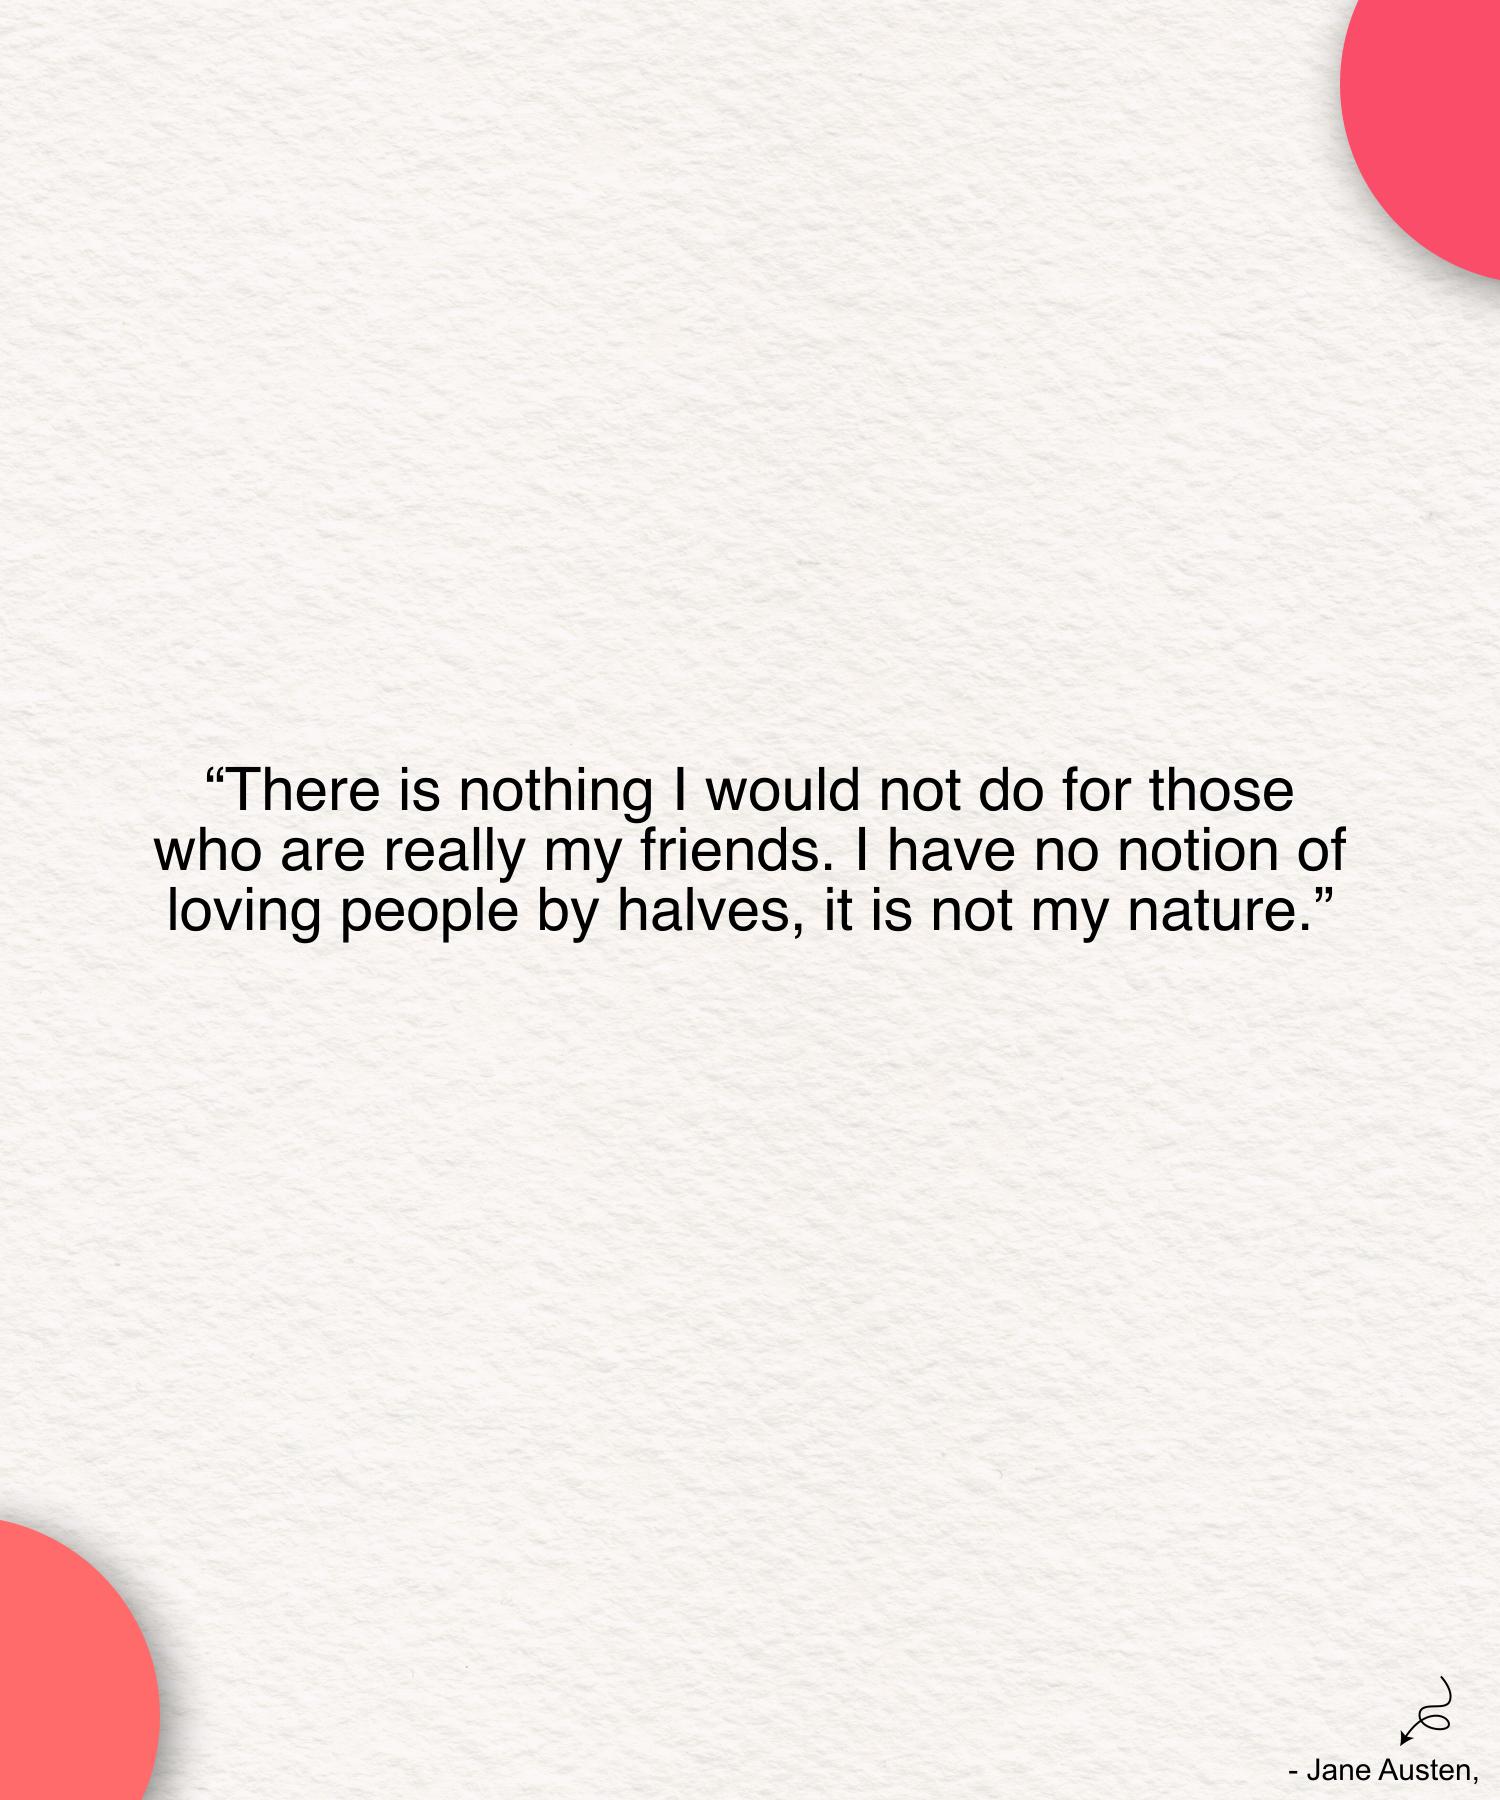 “There is nothing I would not do for those
who are really my friends. I have no notion of
loving people by halves, it is not my nature.”
- Jane Austen,